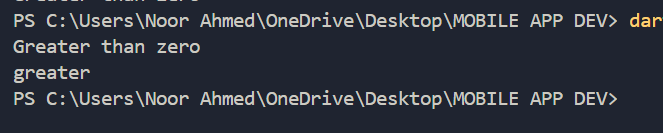 PS C:\Users\Noor Ahmed\OneDrive\Desktop\MOBILE APP DEV> dar
Greater than zero
greater
PS C:\Users\Noor Ahmed\OneDrive\Desktop\MOBILE APP DEV>